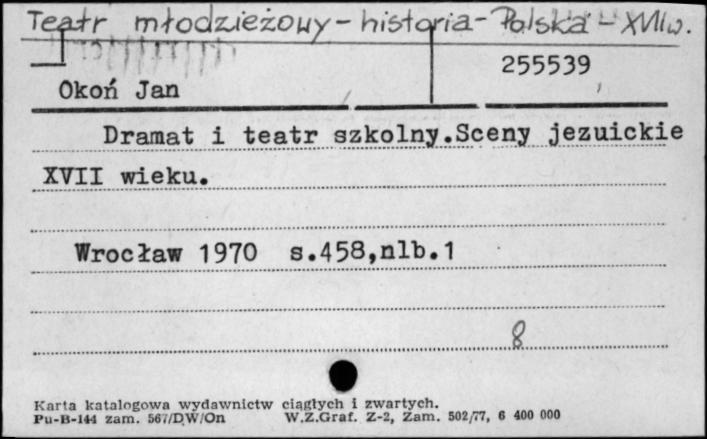 Teatr młodzieżowy - historia - Polska - XVII w.
255539
Okoń Jan
Dramat i teatr szkolny.Sceny jezuickie
XVII wieku.
Wrocław 1970 s.458,nlb.1
8
Karta katalogowa wydawnictw ciągłych i zwartych.
Pu-B-144 zam. 567/DW/On W.Z.Graf. Z-2, Zam. 502/77, 6 400 000